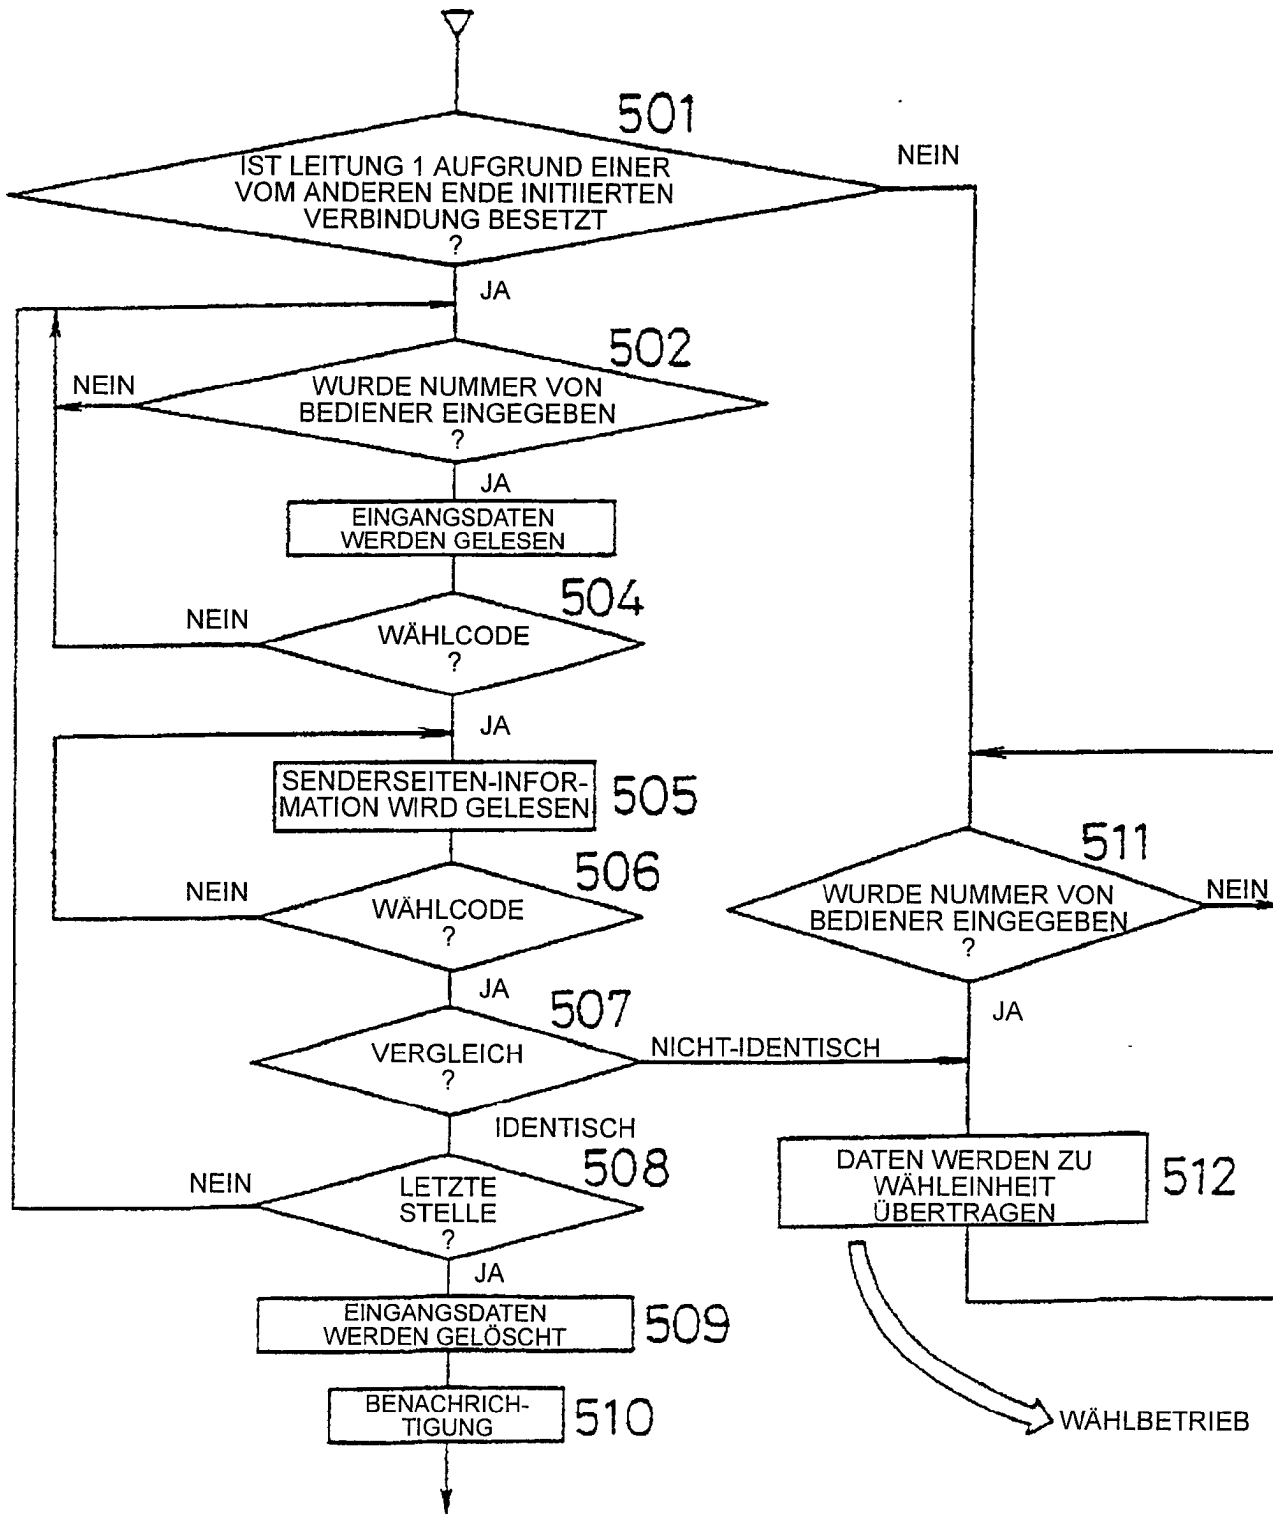 501
IST LEITUNG 1 AUFGRUND EINER
VOM ANDEREN ENDE INITIIERTEN
VERBINDUNG BESETZT
?
NEIN
JA
502
WURDE NUMMER VON
BEDIENER EINGEGEBEN
?
NEIN
JA
EINGANGSDATEN
WERDEN GELESEN
504
WÄHLCODE
?
NEIN
JA
SENDERSEITEN-INFOR-
MATION WIRD GELESEN
505
506
WÄHLCODE
?
NEIN
JA
507
VERGLEICH
?
NICHT-IDENTISCH
IDENTISCH
508
LETZTE
STELLE
?
NEIN
JA
EINGANGSDATEN
WERDEN GELÖSCHT
509
BENACHRICH-
TIGUNG
510
511
WURDE NUMMER VON
BEDIENER EINGEGEBEN
?
NEIN
JA
DATEN WERDEN ZU
WÄHLEINHEIT
ÜBERTRAGEN
512
WÄHLBETRIEB